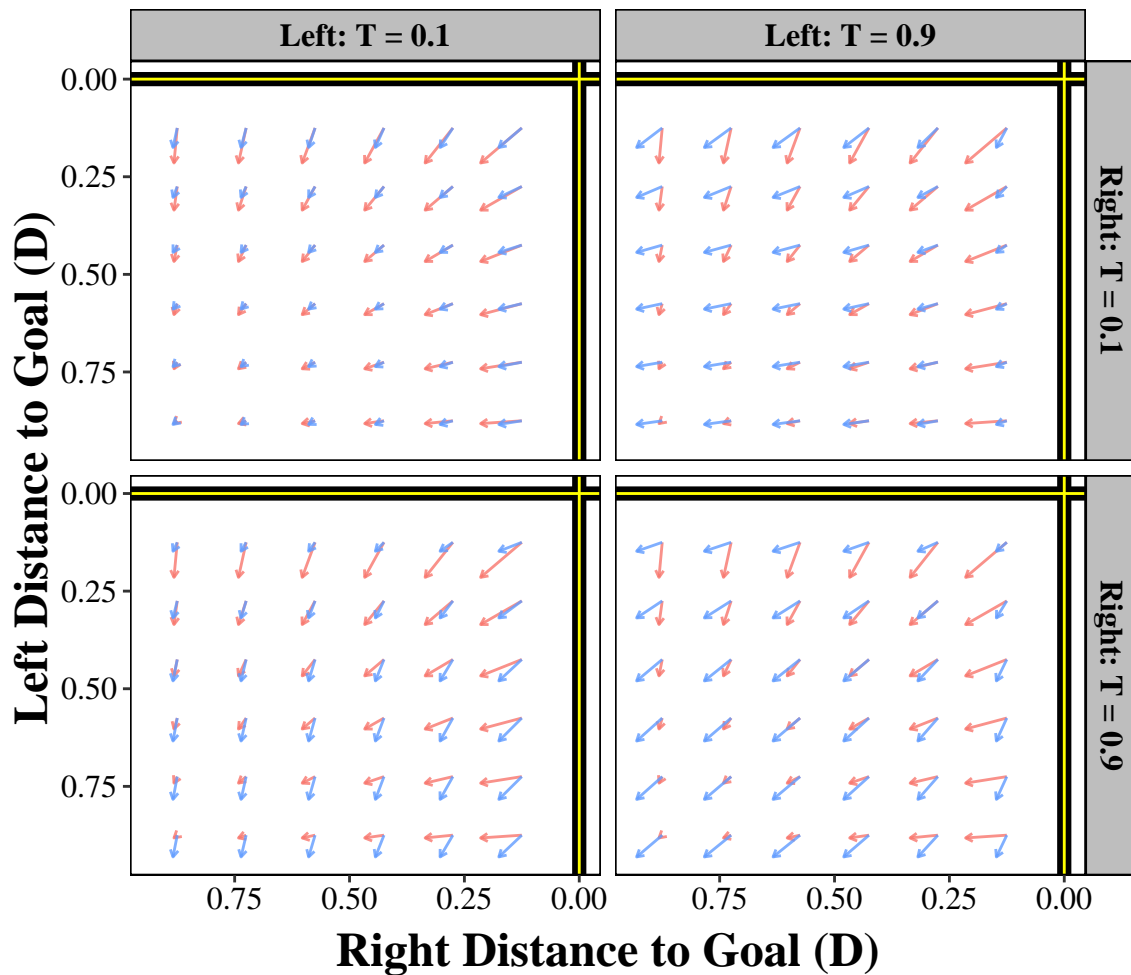 Left: T = 0.1
Left: T = 0.9
0.00
0.25
0.50
0.75
Right: T = 0.1
0.00
0.25
0.50
0.75
Right: T = 0.9
Left Distance to Goal (D)
0.75
0.50
0.25
0.00
0.75
0.50
0.25
0.00
Right Distance to Goal (D)